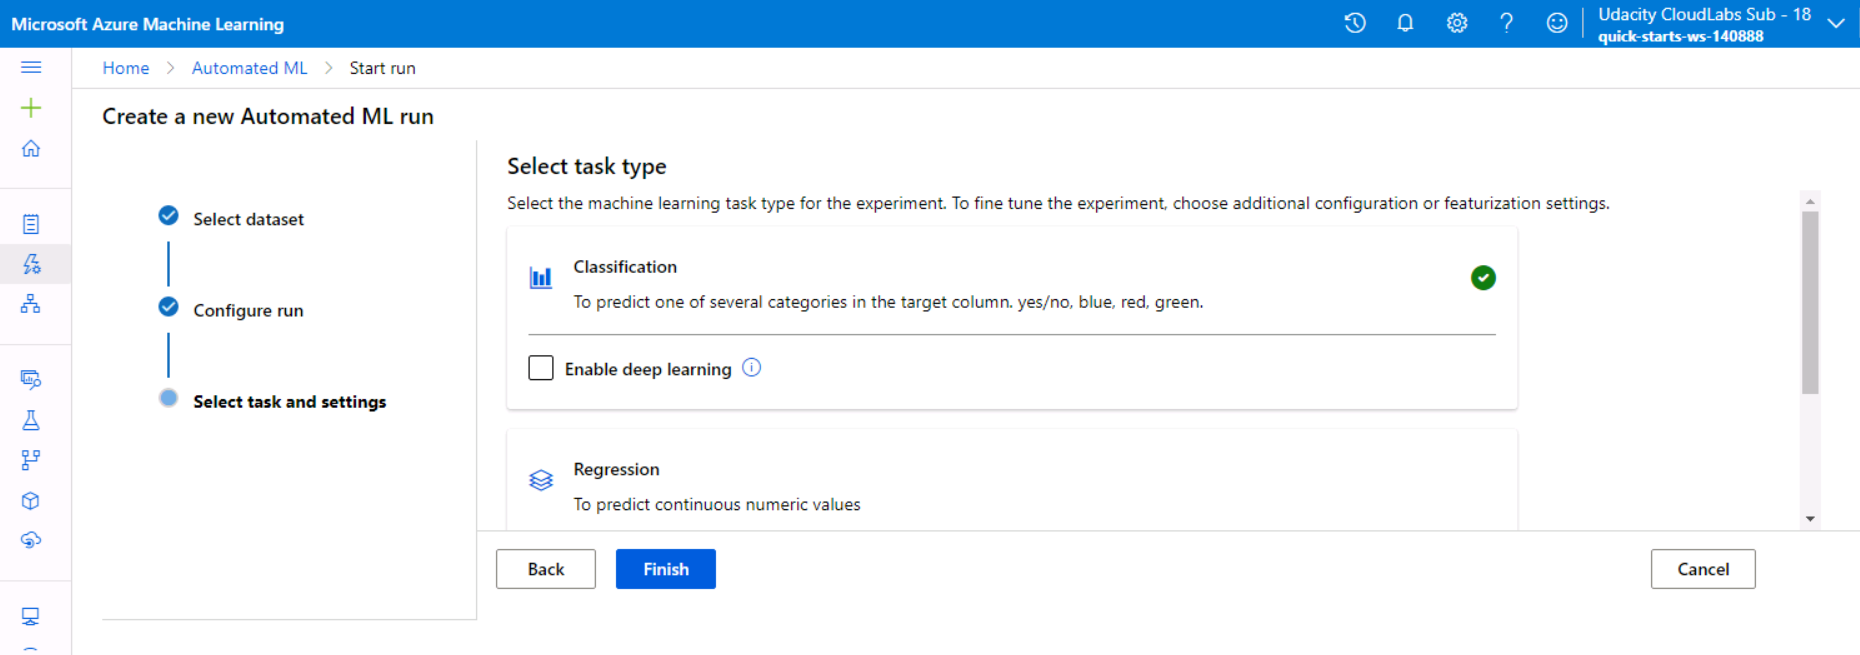 Microsoft Azure Machine Learning
Udacity CloudLabs Sub - 18
quick-starts-ws-140888
Home > Automated ML > Start run
Create a new Automated ML run
Select dataset
Configure run
Select task and settings
Select task type
Select the machine learning task type for the experiment. To fine tune the experiment, choose additional configuration or featurization settings.
Classification
To predict one of several categories in the target column. yes/no, blue, red, green.
Enable deep learning
Regression
To predict continuous numeric values
Back
Finish
Cancel